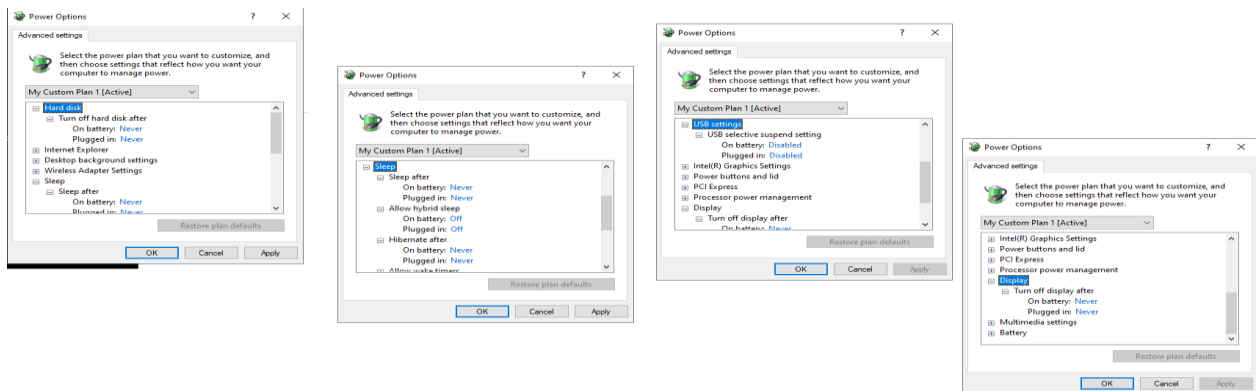 Power Options
? ×
Advanced settings
Select the power plan that you want to customize, and
then choose settings that reflect how you want your
computer to manage power.
My Custom Plan 1 [Active]
Hard disk
Turn off hard disk after
On battery: Never
Plugged in: Never
Internet Explorer
Desktop background settings
Wireless Adapter Settings
Sleep
Sleep after
On battery: Never
Plugged in: Never
Restore plan defaults
OK Cancel Apply
Power Options
? ×
Advanced settings
Select the power plan that you want to customize, and
then choose settings that reflect how you want your
computer to manage power.
My Custom Plan 1 [Active]
Sleep
Sleep after
On battery: Never
Plugged in: Never
Allow hybrid sleep
On battery: Off
Plugged in: Off
Hibernate after
On battery: Never
Plugged in: Never
Allow wake timers
Restore plan defaults
OK Cancel Apply
Power Options
? ×
Advanced settings
Select the power plan that you want to customize, and
then choose settings that reflect how you want your
computer to manage power.
My Custom Plan 1 [Active]
USB settings
USB selective suspend setting
On battery: Disabled
Plugged in: Disabled
Intel(R) Graphics Settings
Power buttons and lid
PCI Express
Processor power management
Display
Turn off display after
On battery: Never
Restore plan defaults
OK Cancel Apply
Power Options
? ×
Advanced settings
Select the power plan that you want to customize, and
then choose settings that reflect how you want your
computer to manage power.
My Custom Plan 1 [Active]
Intel(R) Graphics Settings
Power buttons and lid
PCI Express
Processor power management
Display
Turn off display after
On battery: Never
Plugged in: Never
Multimedia settings
Battery
Restore plan defaults
OK Cancel Apply